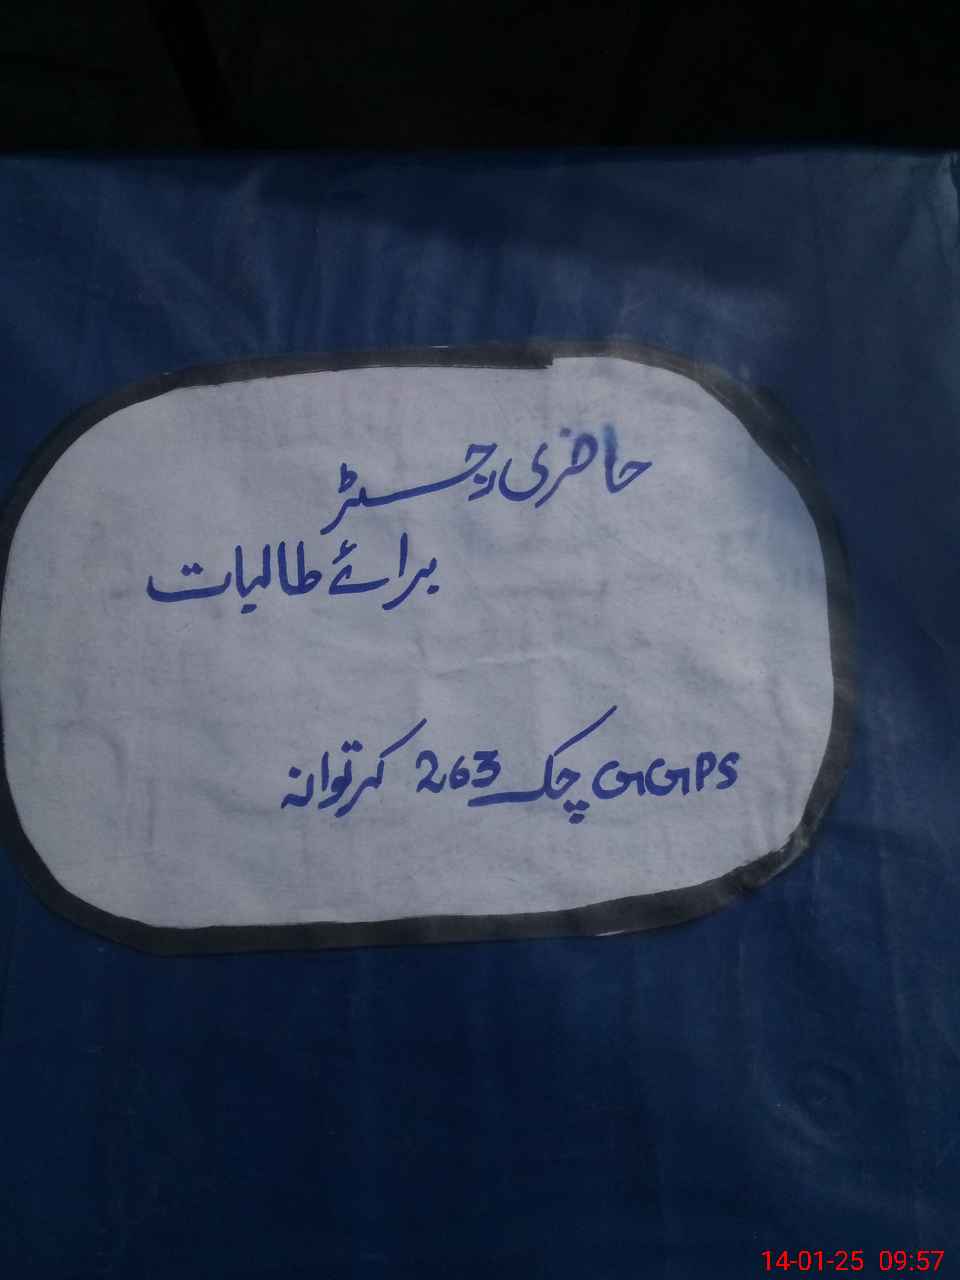 حاضری رجسٹر
برائے طالبات
GGPS چک 263 کرتوانہ
14-01-25 09:57